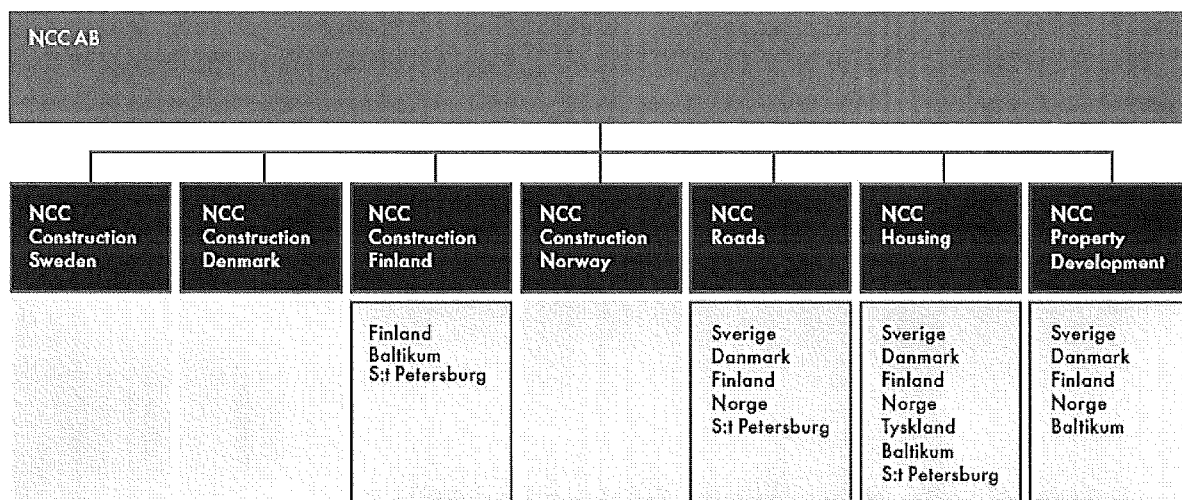 NCC AB
NCC
Construction
Sweden
NCC
Construction
Denmark
NCC
Construction
Finland
NCC
Construction
Norway
NCC
Roads
NCC
Housing
NCC
Property
Development
Finland
Baltikum
S:t Petersburg
Sverige
Danmark
Finland
Norge
S:t Petersburg
Sverige
Danmark
Finland
Norge
Tyskland
Baltikum
S:t Petersburg
Sverige
Danmark
Finland
Norge
Baltikum